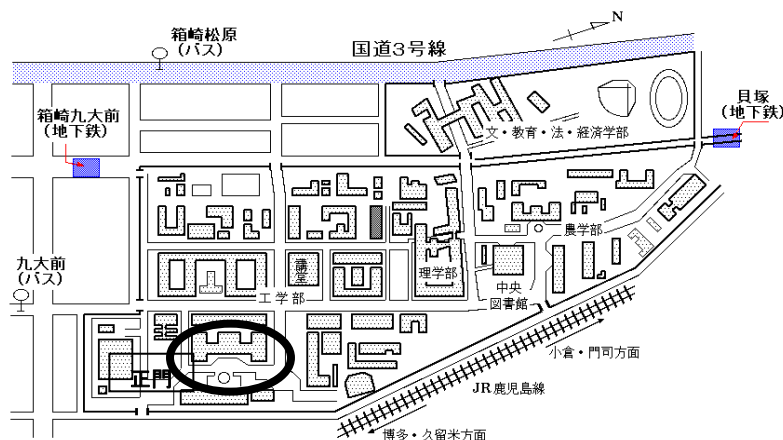 箱崎松原
(バス)
国道3号線
N
箱崎九大前
(地下鉄)
貝塚
(地下鉄)
文・教育・法・経済学部
農学部
九大前
(バス)
講堂
理学部
工学部
中央
図書館
正門
小倉・門司方面
JR鹿児島線
博多・久留米方面